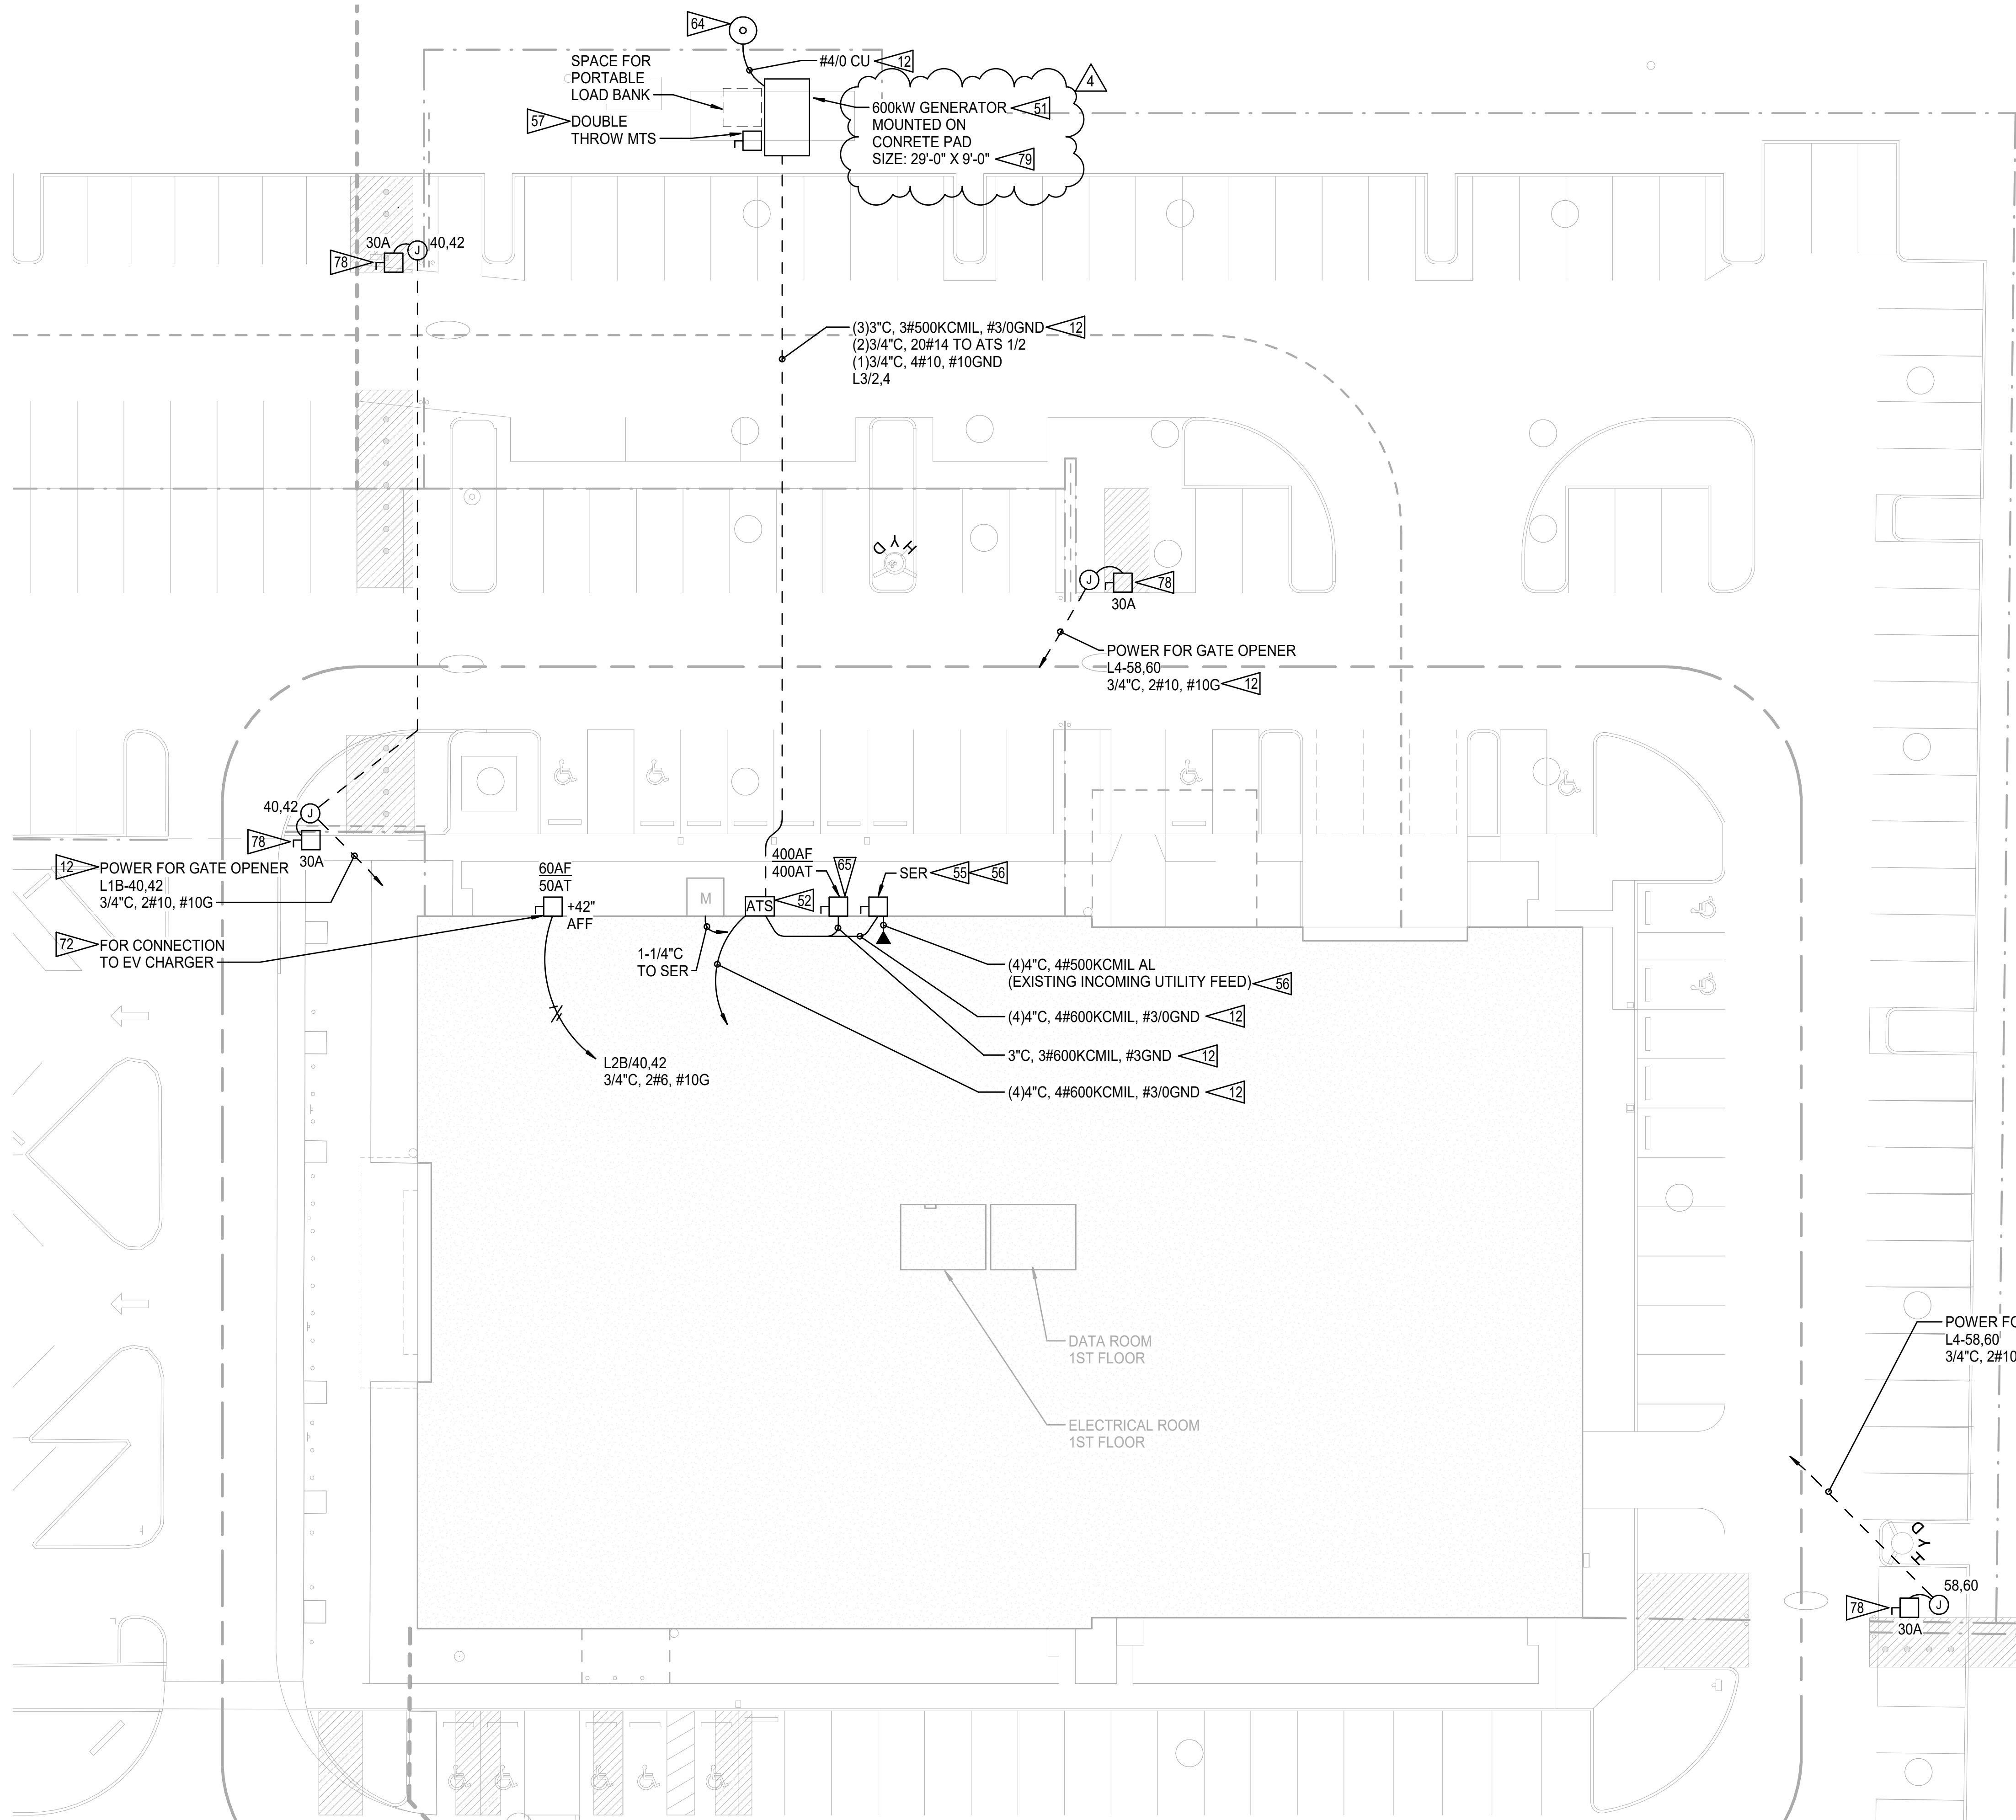 64
#4/0 CU 12
SPACE FOR
PORTABLE
LOAD BANK
57 DOUBLE
THROW MTS
4
600kW GENERATOR 51
MOUNTED ON
CONRETE PAD
SIZE: 29'-0" X 9'-0" 79
30A
J
40,42
78
(3)3"C, 3#500KCMIL, #3/0GND 12
(2)3/4"C, 20#14 TO ATS 1/2
(1)3/4"C, 4#10, #10GND
L3/2,4
HYD
J
78
30A
POWER FOR GATE OPENER
L4-58,60
3/4"C, 2#10, #10G 12
40,42
J
78
30A
12 POWER FOR GATE OPENER
L1B-40,42
3/4"C, 2#10, #10G
72 FOR CONNECTION
TO EV CHARGER
60AF
50AT
+42"
AFF
M
ATS 52
400AF
400AT
65
SER 55 56
1-1/4"C
TO SER
L2B/40,42
3/4"C, 2#6, #10G
(4)4"C, 4#500KCMIL AL
(EXISTING INCOMING UTILITY FEED) 56
(4)4"C, 4#600KCMIL, #3/0GND 12
3"C, 3#600KCMIL, #3GND 12
(4)4"C, 4#600KCMIL, #3/0GND 12
DATA ROOM
1ST FLOOR
ELECTRICAL ROOM
1ST FLOOR
POWER FO
L4-58,60
3/4"C, 2#10
HYD
58,60
J
78
30A